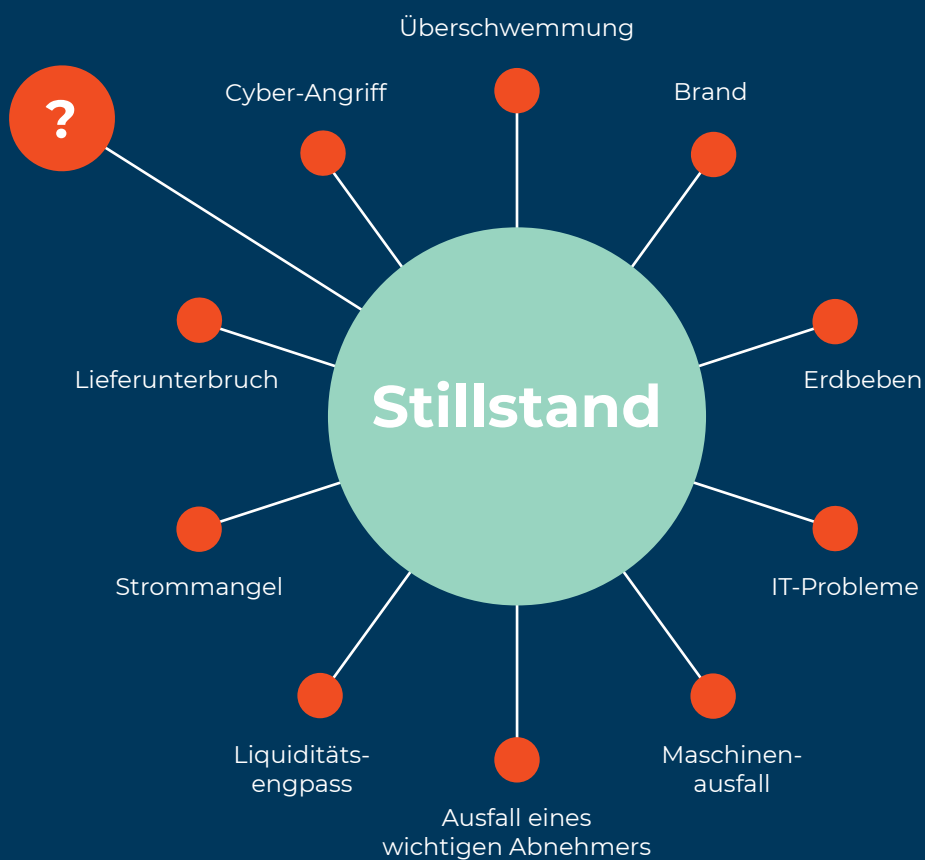 Überschwemmung
Cyber-Angriff
Brand
?
Lieferunterbruch
Erdbeben
Stillstand
Strommangel
IT-Probleme
Liquiditäts-
engpass
Maschinen-
ausfall
Ausfall eines
wichtigen Abnehmers